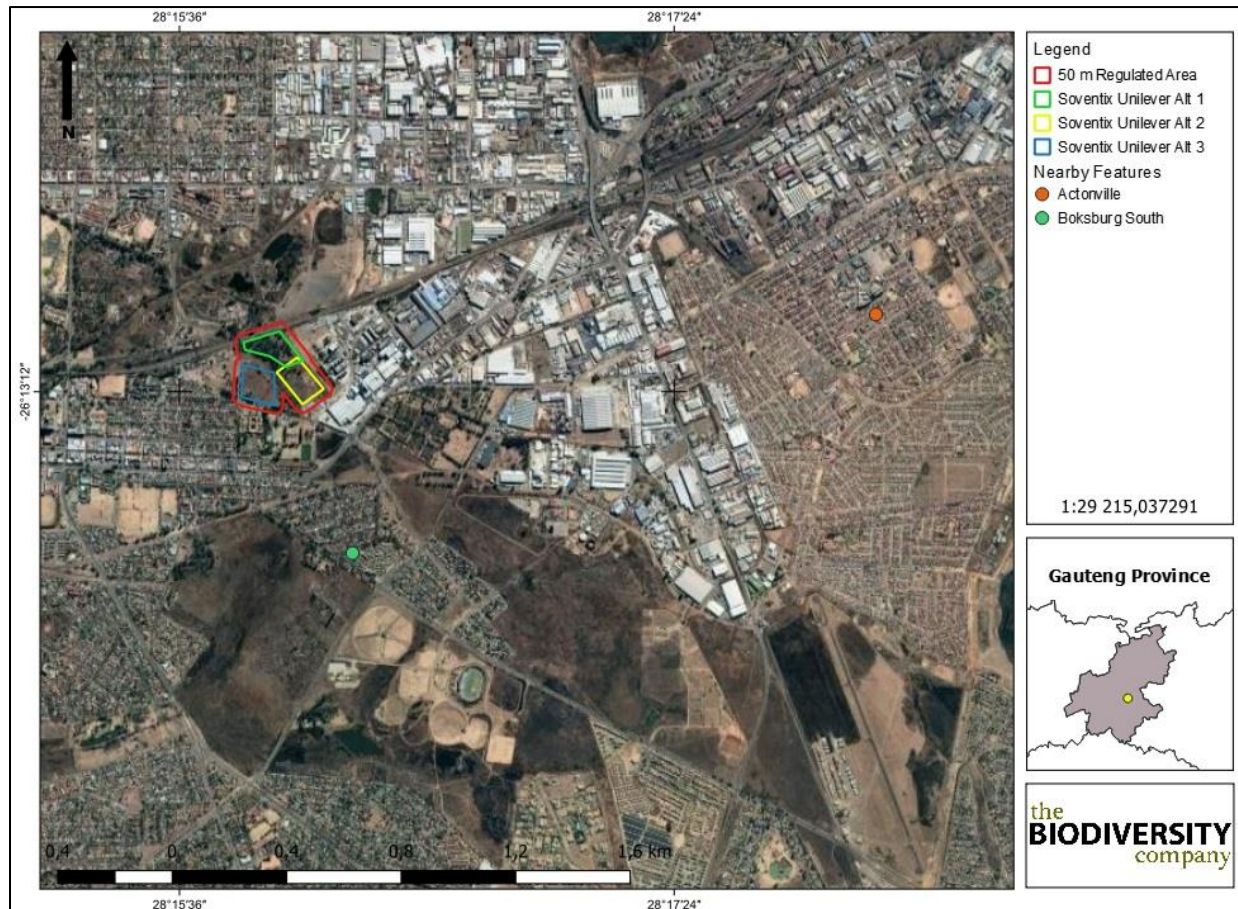 28°15'36"
28°17'24"
N
-26°13'12"
0,4
0
0,4
0,8
1,2
1,6 km
28°15'36"
28°17'24"
Legend
50 m Regulated Area
Soventix Unilever Alt 1
Soventix Unilever Alt 2
Soventix Unilever Alt 3
Nearby Features
Actonville
Boksburg South
1:29 215,037291
Gauteng Province
the
BIODIVERSITY
company